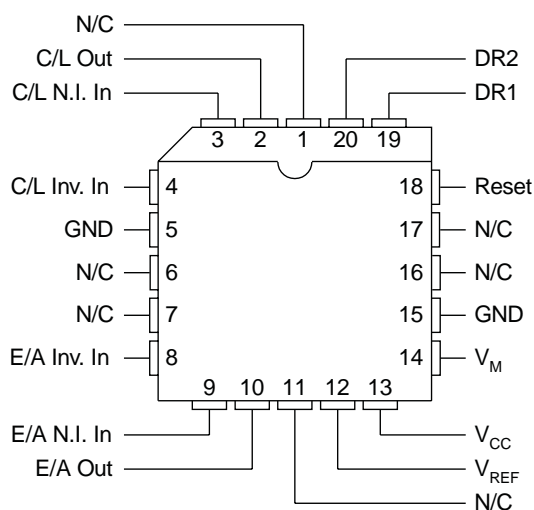 N/C
C/L Out
C/L N.I. In
DR2
DR1
3 2 1 20 19
C/L Inv. In 4
GND 5
N/C 6
N/C 7
E/A Inv. In 8
18 Reset
17 N/C
16 N/C
15 GND
14 V_M
9 10 11 12 13
E/A N.I. In
E/A Out
V_CC
V_REF
N/C